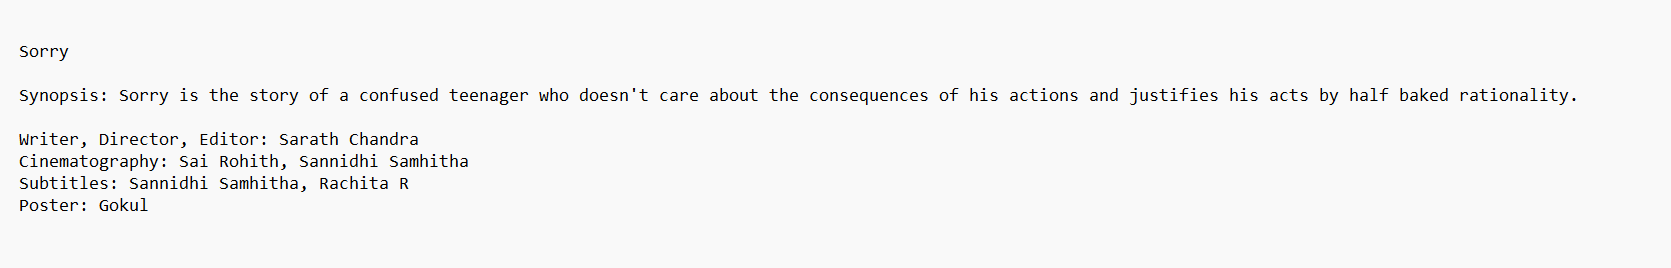 Sorry
Synopsis: Sorry is the story of a confused teenager who doesn't care about the consequences of his actions and justifies his acts by half baked rationality.
Writer, Director, Editor: Sarath Chandra
Cinematography: Sai Rohith, Sannidhi Samhitha
Subtitles: Sannidhi Samhitha, Rachita R
Poster: Gokul